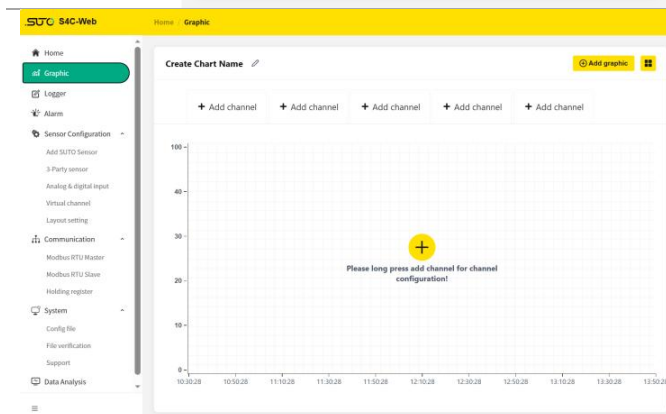 SUTO S4C-Web
Home / Graphic
Home
Graphic
Logger
Alarm
Sensor Configuration
Add SUTO Sensor
3-Party sensor
Analog & digital input
Virtual channel
Layout setting
Communication
Modbus RTU Master
Modbus RTU Slave
Holding register
System
Config file
File verification
Support
Data Analysis
Create Chart Name
Add graphic
+ Add channel + Add channel + Add channel + Add channel + Add channel
100
40
30
20
10
0
Please long press add channel for channel
configuration!
10:30:28 10:50:28 11:10:28 11:30:28 11:50:28 12:10:28 12:30:28 12:50:28 13:10:28 13:30:28 13:50:2